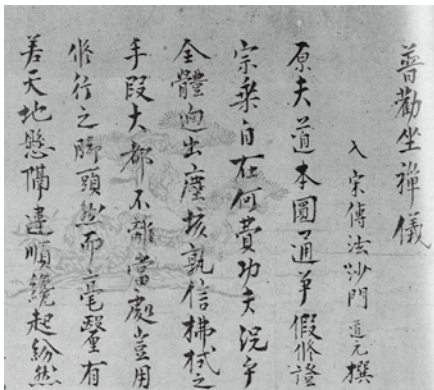 普勸坐禪儀
入宋傳法沙門道元撰
原夫道本圓通爭假修證
宗乘自在何費功夫況乎
全體迥出塵埃孰信拂拭之
手段大都不離當處豈用
修行之脚頭然而毫釐有
差天地懸隔違順纔起紛然